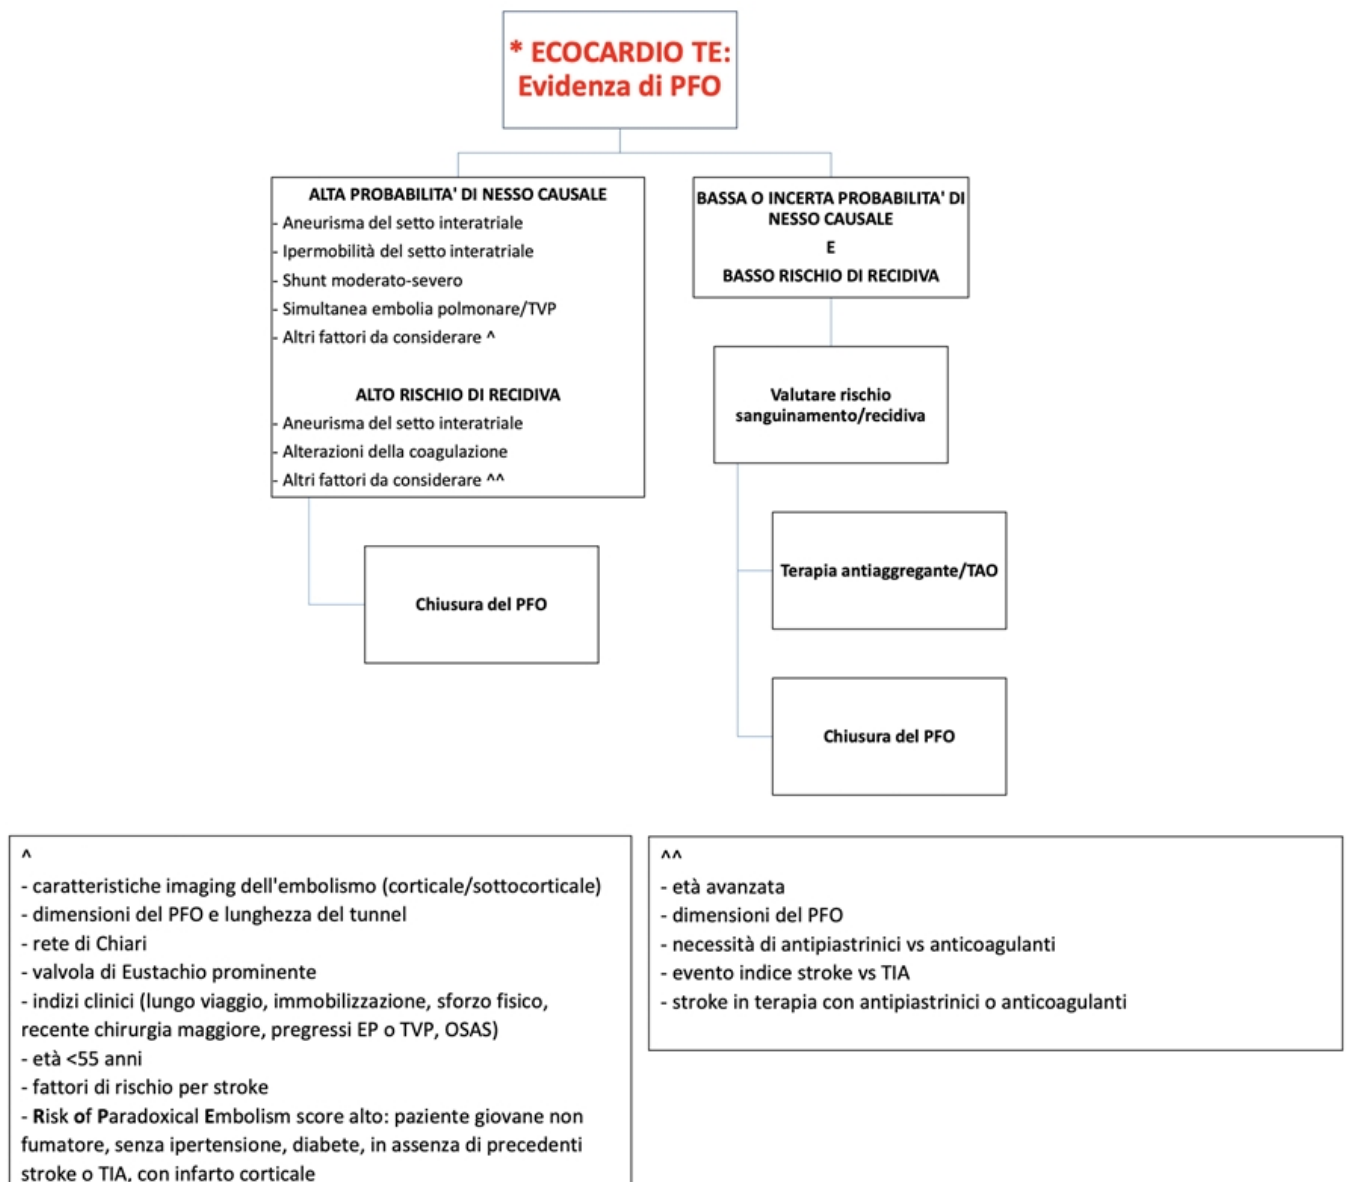 * ECOCARDIO TE:
Evidenza di PFO
ALTA PROBABILITA' DI NESSO CAUSALE
- Aneurisma del setto interatriale
- Ipermobilità del setto interatriale
- Shunt moderato-severo
- Simultanea embolia polmonare/TVP
- Altri fattori da considerare ^
ALTO RISCHIO DI RECIDIVA
- Aneurisma del setto interatriale
- Alterazioni della coagulazione
- Altri fattori da considerare ^^
Chiusura del PFO
BASSA O INCERTA PROBABILITA' DI
NESSO CAUSALE
E
BASSO RISCHIO DI RECIDIVA
Valutare rischio
sanguinamento/recidiva
Terapia antiaggregante/TAO
Chiusura del PFO
^
- caratteristiche imaging dell'embolismo (corticale/sottocorticale)
- dimensioni del PFO e lunghezza del tunnel
- rete di Chiari
- valvola di Eustachio prominente
- indizi clinici (lungo viaggio, immobilizzazione, sforzo fisico,
recente chirurgia maggiore, pregressi EP o TVP, OSAS)
- età <55 anni
- fattori di rischio per stroke
- Risk of Paradoxical Embolism score alto: paziente giovane non
fumatore, senza ipertensione, diabete, in assenza di precedenti
stroke o TIA, con infarto corticale
^^
- età avanzata
- dimensioni del PFO
- necessità di antipiastrinici vs anticoagulanti
- evento indice stroke vs TIA
- stroke in terapia con antipiastrinici o anticoagulanti